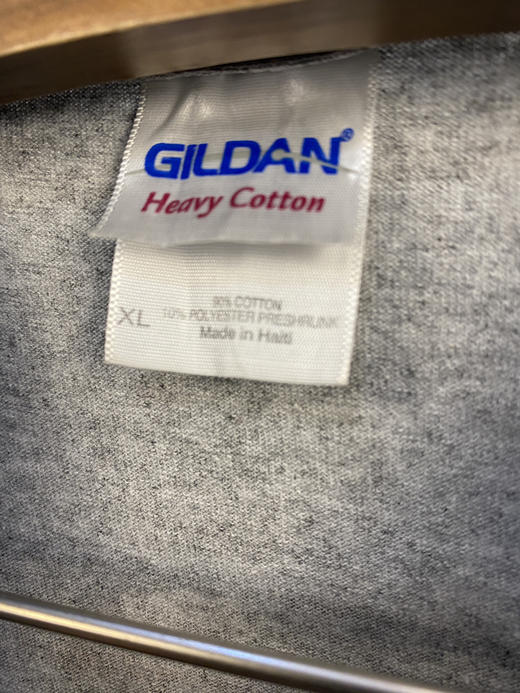 GILDAN®
Heavy Cotton
90% COTTON
XL 10% POLYESTER PRESHRUNK
Made in Haiti